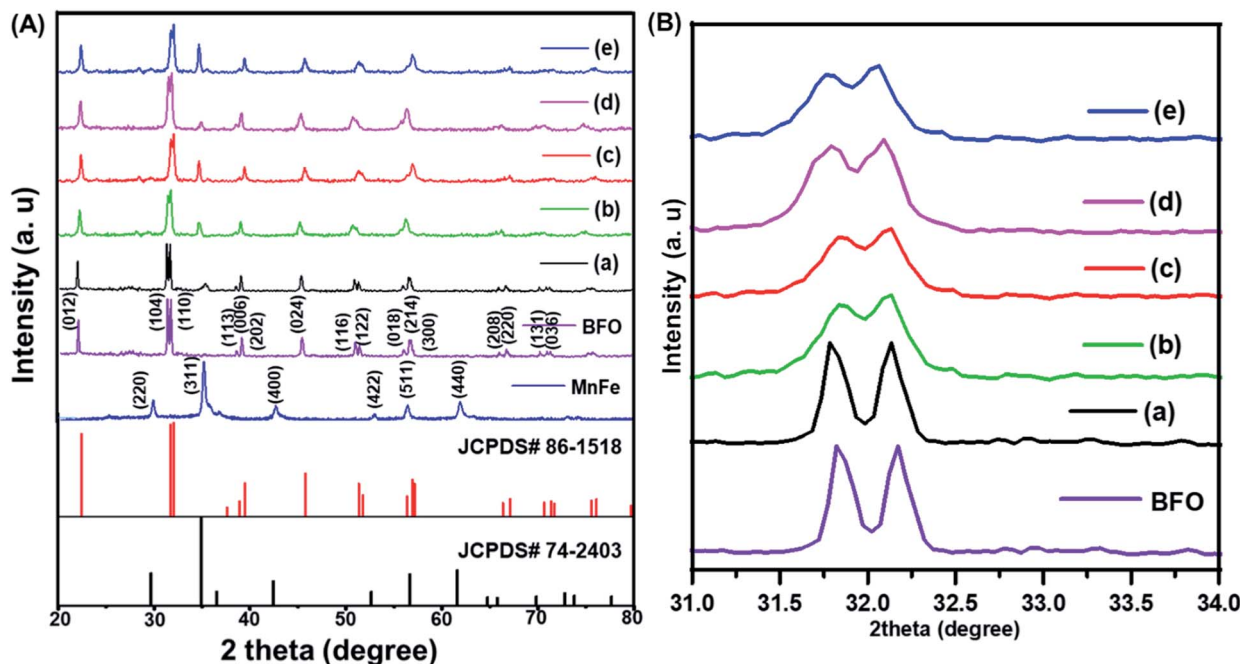 (A)
Intensity (a. u)
(e)
(d)
(c)
(b)
(a)
(012)
(104)
(110)
(113)
(006)
(202)
(024)
(116)
(122)
(018)
(214)
(300)
(208)
(220)
(131)
(036)
BFO
(220)
(311)
(400)
(422)
(511)
(440)
MnFe
JCPDS# 86-1518
JCPDS# 74-2403
20 30 40 50 60 70 80
2 theta (degree)
(B)
Intensity (a. u)
(e)
(d)
(c)
(b)
(a)
BFO
31.0 31.5 32.0 32.5 33.0 33.5 34.0
2theta (degree)